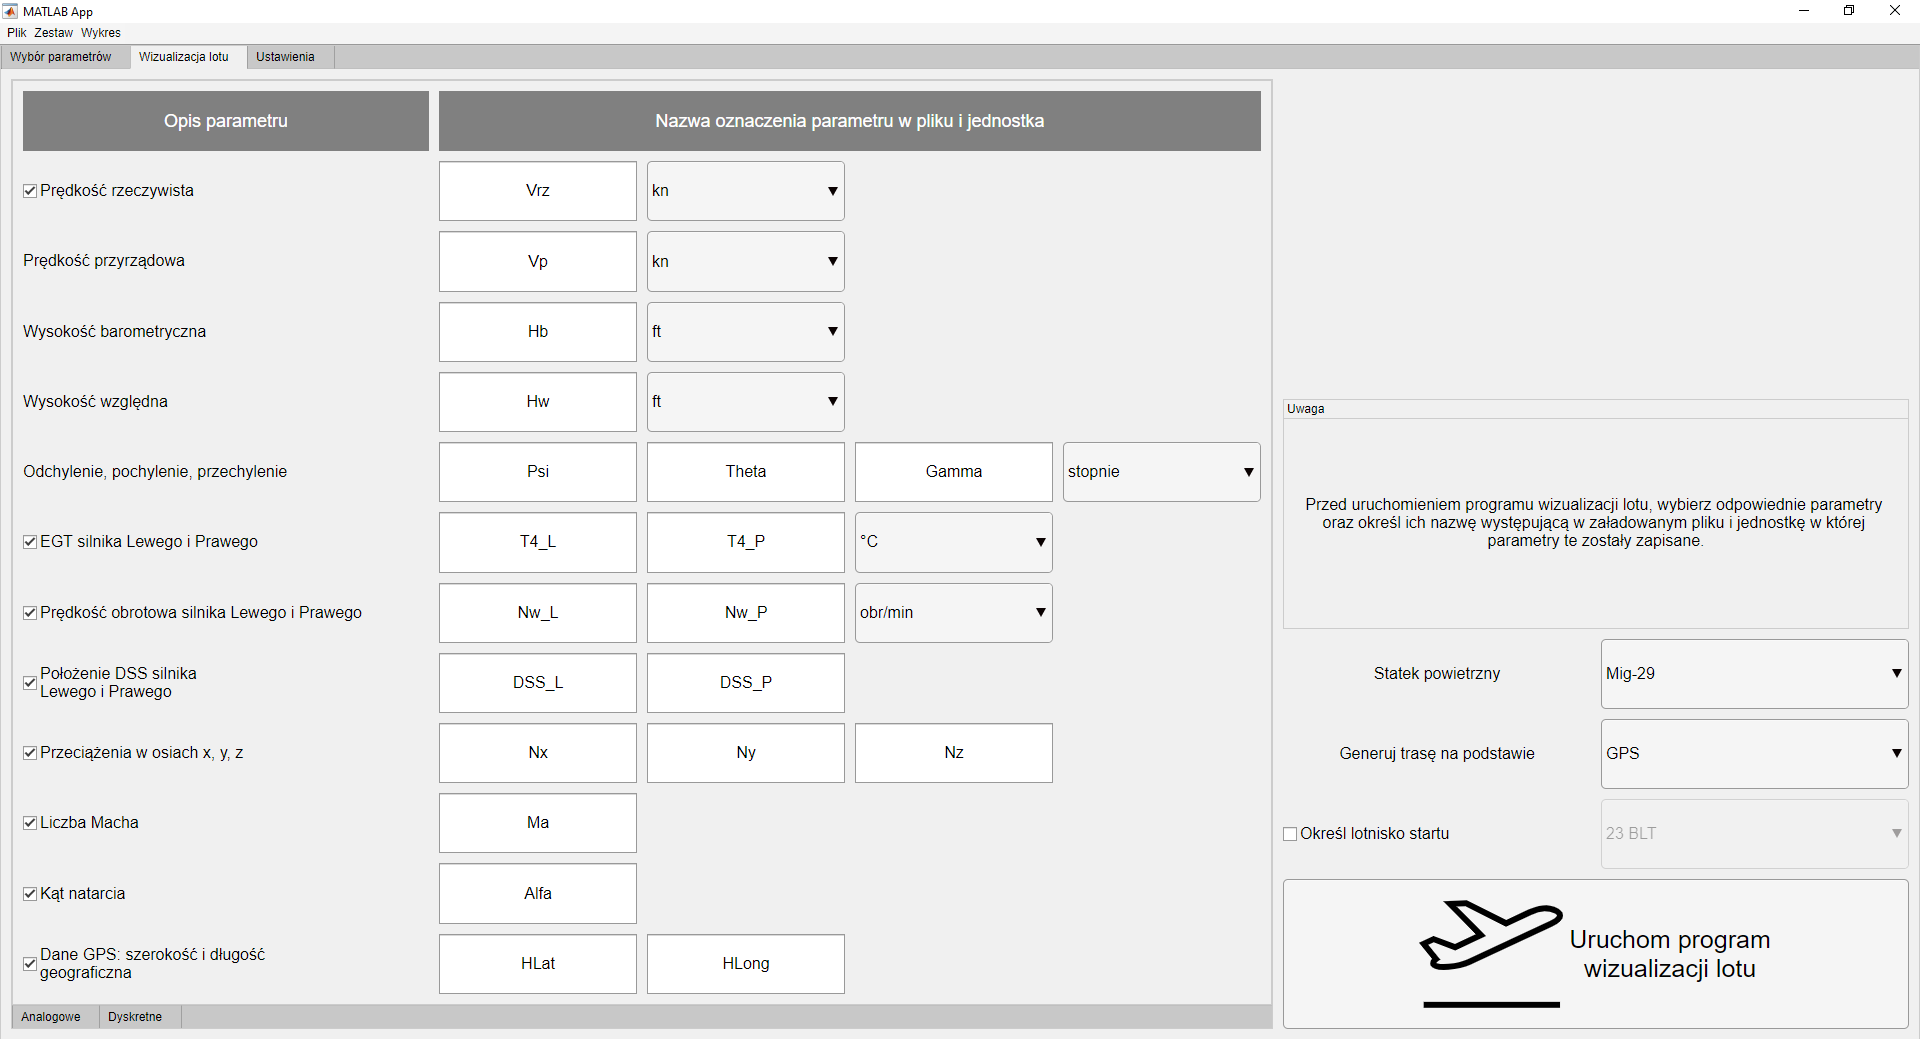 MATLAB App
Plik Zestaw Wykres
Wybór parametrów Wizualizacja lotu Ustawienia
Opis parametru Nazwa oznaczenia parametru w pliku i jednostka
Prędkość rzeczywista Vrz kn
Prędkość przyrządowa Vp kn
Wysokość barometryczna Hb ft
Wysokość względna Hw ft
Odchylenie, pochylenie, przechylenie Psi Theta Gamma stopnie
EGT silnika Lewego i Prawego T4_L T4_P °C
Prędkość obrotowa silnika Lewego i Prawego Nw_L Nw_P obr/min
Położenie DSS silnika
Lewego i Prawego DSS_L DSS_P
Przeciążenia w osiach x, y, z Nx Ny Nz
Liczba Macha Ma
Kąt natarcia Alfa
Dane GPS: szerokość i długość
geograficzna HLat HLong
Analogowe Dyskretne
Uwaga
Przed uruchomieniem programu wizualizacji lotu, wybierz odpowiednie parametry
oraz określ ich nazwę występującą w załadowanym pliku i jednostkę w której
parametry te zostały zapisane.
Statek powietrzny Mig-29
Generuj trasę na podstawie GPS
Określ lotnisko startu 23 BLT
Uruchom program
wizualizacji lotu